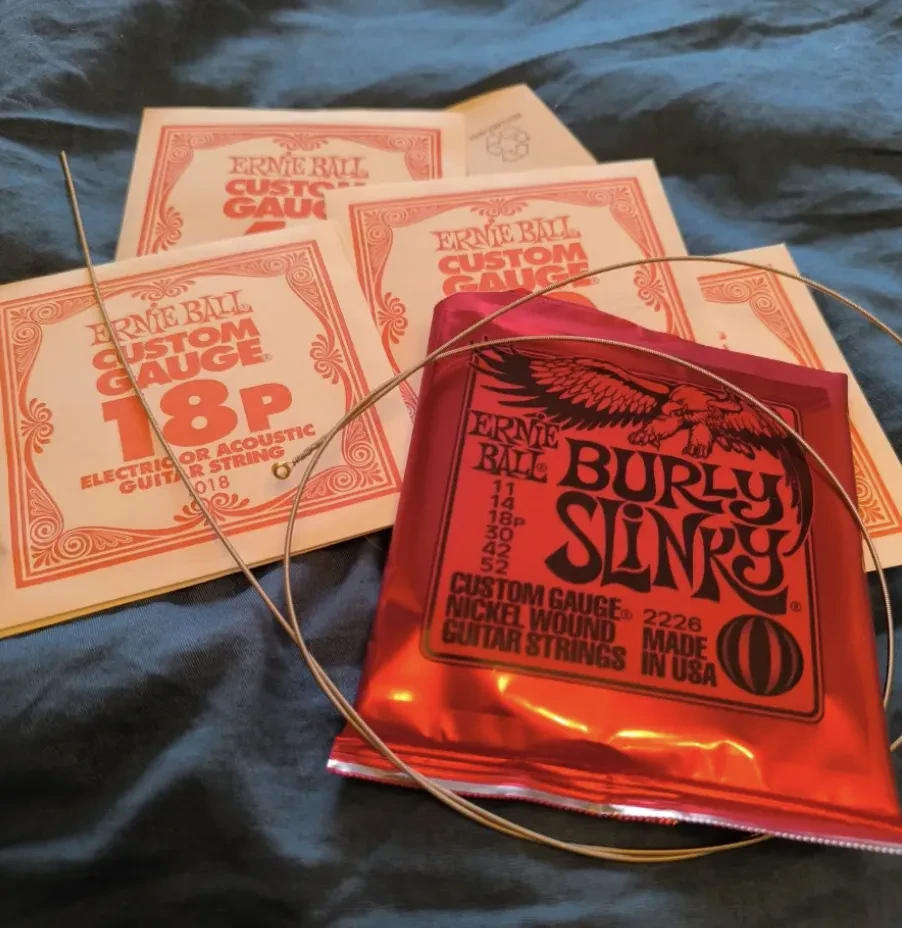 ERNIE BALL
CUSTOM
GAUGE
ERNIE BALL
CUSTOM
GAUGE
ERNIE BALL
CUSTOM
GAUGE®
18P
ELECTRIC OR ACOUSTIC
GUITAR STRING
018
ERNIE
BALL®
BURLY
SLINKY®
11
14
18P
30
42
52
CUSTOM GAUGE®
NICKEL WOUND
GUITAR STRINGS
2226
MADE
IN USA